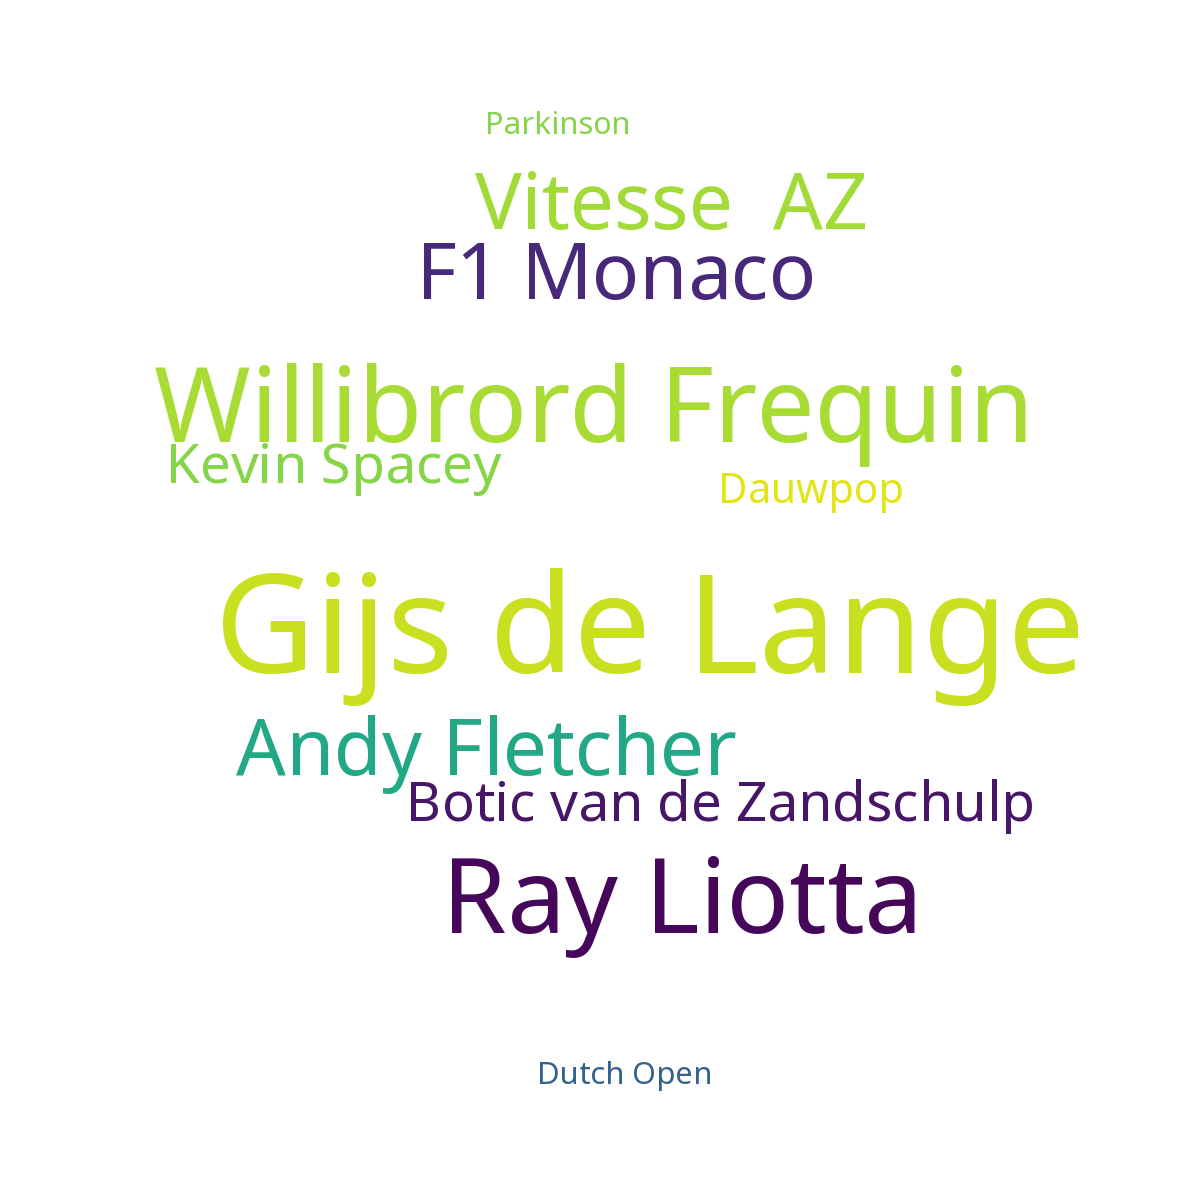 Parkinson
Vitesse AZ
F1 Monaco
Willibrord Frequin
Kevin Spacey
Dauwpop
Gijs de Lange
Andy Fletcher
Botic van de Zandschulp
Ray Liotta
Dutch Open